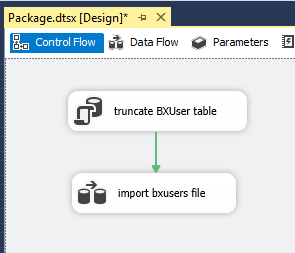 Package.dtsx [Design]*
Control Flow Data Flow Parameters
truncate BXUser table
import bxusers file